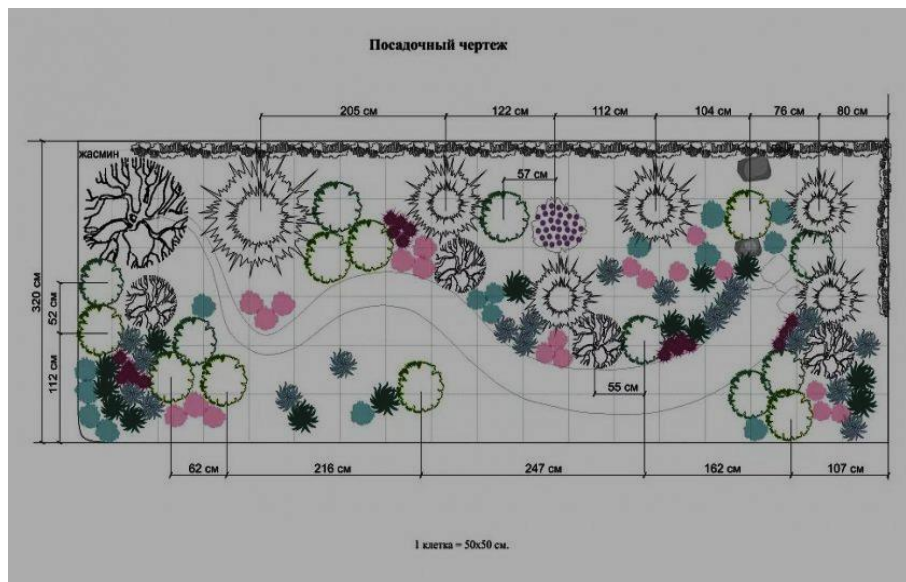 Посадочный чертеж
205 см
122 см
112 см
104 см
76 см
80 см
жасмин
57 см
320 см
52 см
112 см
55 см
62 см
216 см
247 см
162 см
107 см
1 клетка = 50х50 см.